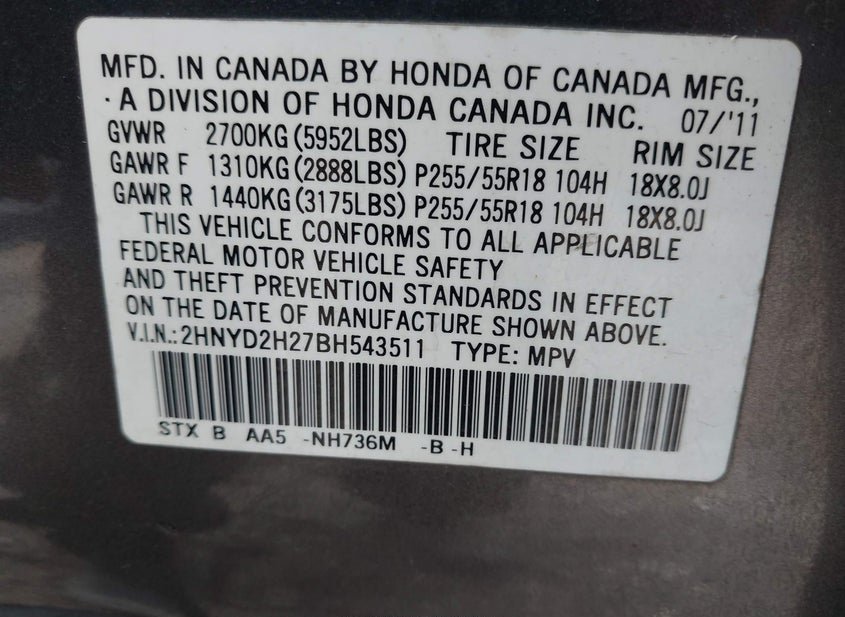 MFD. IN CANADA BY HONDA OF CANADA MFG.,
· A DIVISION OF HONDA CANADA INC. 07/'11
GVWR 2700KG (5952LBS) TIRE SIZE RIM SIZE
GAWR F 1310KG (2888LBS) P255/55R18 104H 18X8.0J
GAWR R 1440KG (3175LBS) P255/55R18 104H 18X8.0J
THIS VEHICLE CONFORMS TO ALL APPLICABLE
FEDERAL MOTOR VEHICLE SAFETY
AND THEFT PREVENTION STANDARDS IN EFFECT
ON THE DATE OF MANUFACTURE SHOWN ABOVE.
V.I.N.: 2HNYD2H27BH543511 TYPE: MPV
STX B AA5 -NH736M -B -H